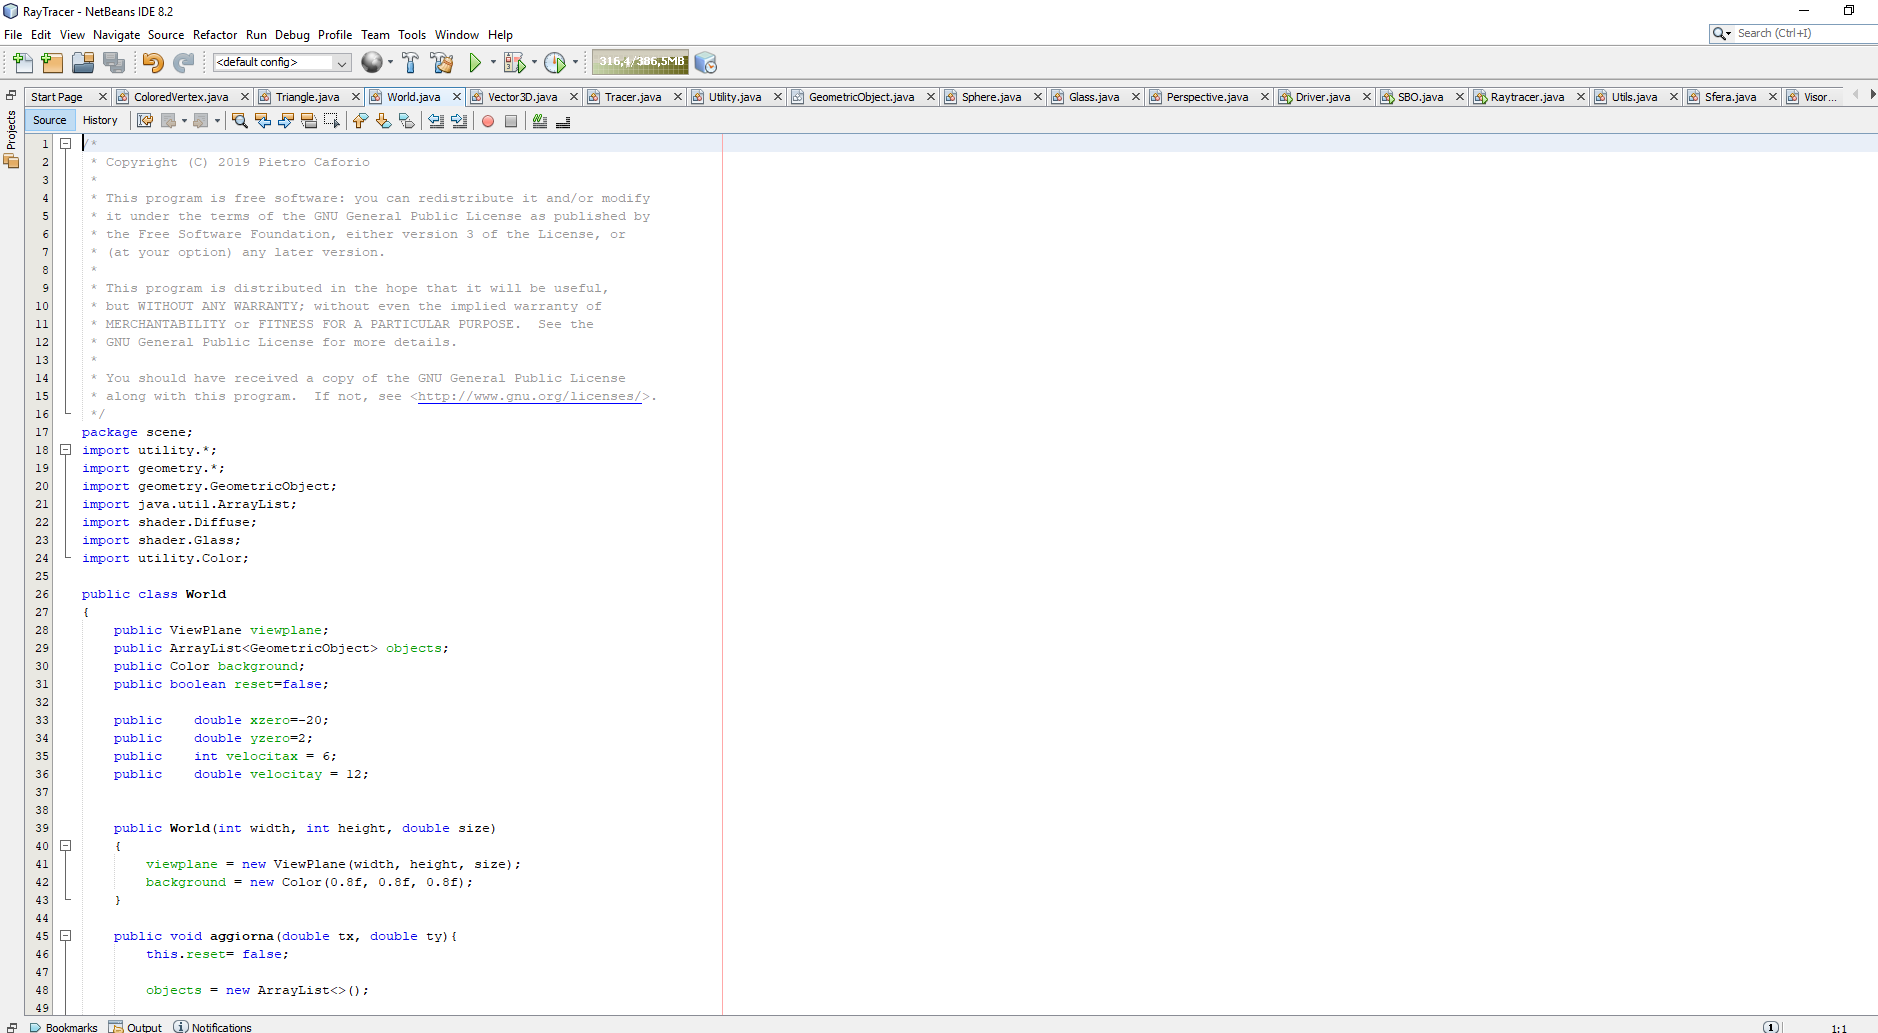 RayTracer - NetBeans IDE 8.2
File Edit View Navigate Source Refactor Run Debug Profile Team Tools Window Help
Search (Ctrl+I)
<default config>
316,4/386,5MB
Start Page ColoredVertex.java Triangle.java World.java Vector3D.java Tracer.java Utility.java GeometricObject.java Sphere.java Glass.java Perspective.java Driver.java SBO.java Raytracer.java Utils.java Sfera.java Visor...
Projects
Source History
1 /*
2 * Copyright (C) 2019 Pietro Caforio
3 *
4 * This program is free software: you can redistribute it and/or modify
5 * it under the terms of the GNU General Public License as published by
6 * the Free Software Foundation, either version 3 of the License, or
7 * (at your option) any later version.
8 *
9 * This program is distributed in the hope that it will be useful,
10 * but WITHOUT ANY WARRANTY; without even the implied warranty of
11 * MERCHANTABILITY or FITNESS FOR A PARTICULAR PURPOSE.  See the
12 * GNU General Public License for more details.
13 *
14 * You should have received a copy of the GNU General Public License
15 * along with this program.  If not, see <http://www.gnu.org/licenses/>.
16 */
17 package scene;
18 import utility.*;
19 import geometry.*;
20 import geometry.GeometricObject;
21 import java.util.ArrayList;
22 import shader.Diffuse;
23 import shader.Glass;
24 import utility.Color;
25
26 public class World
27 {
28     public ViewPlane viewplane;
29     public ArrayList<GeometricObject> objects;
30     public Color background;
31     public boolean reset=false;
32
33     public    double xzero=-20;
34     public    double yzero=2;
35     public    int velocitax = 6;
36     public    double velocitay = 12;
37
38
39     public World(int width, int height, double size)
40     {
41         viewplane = new ViewPlane(width, height, size);
42         background = new Color(0.8f, 0.8f, 0.8f);
43     }
44
45     public void aggiorna(double tx, double ty){
46         this.reset= false;
47
48         objects = new ArrayList<>();
49
Bookmarks Output Notifications
1 1:1